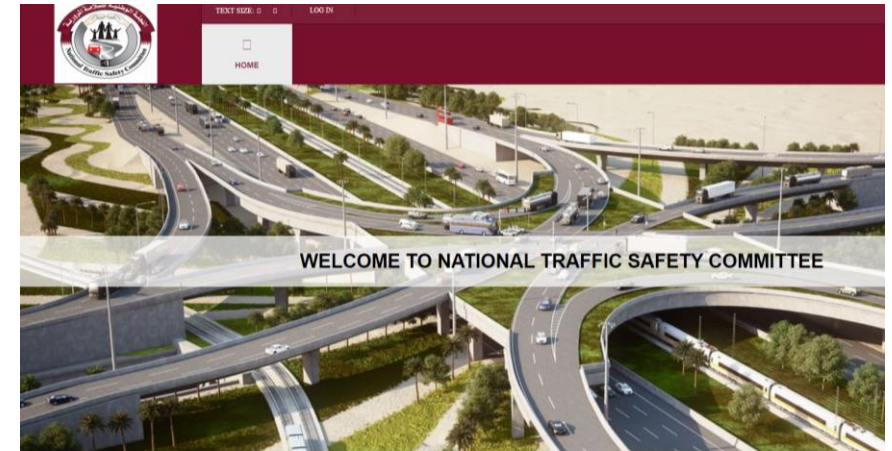 TEXT SIZE:
LOG IN
National Traffic Safety Committee
HOME
WELCOME TO NATIONAL TRAFFIC SAFETY COMMITTEE